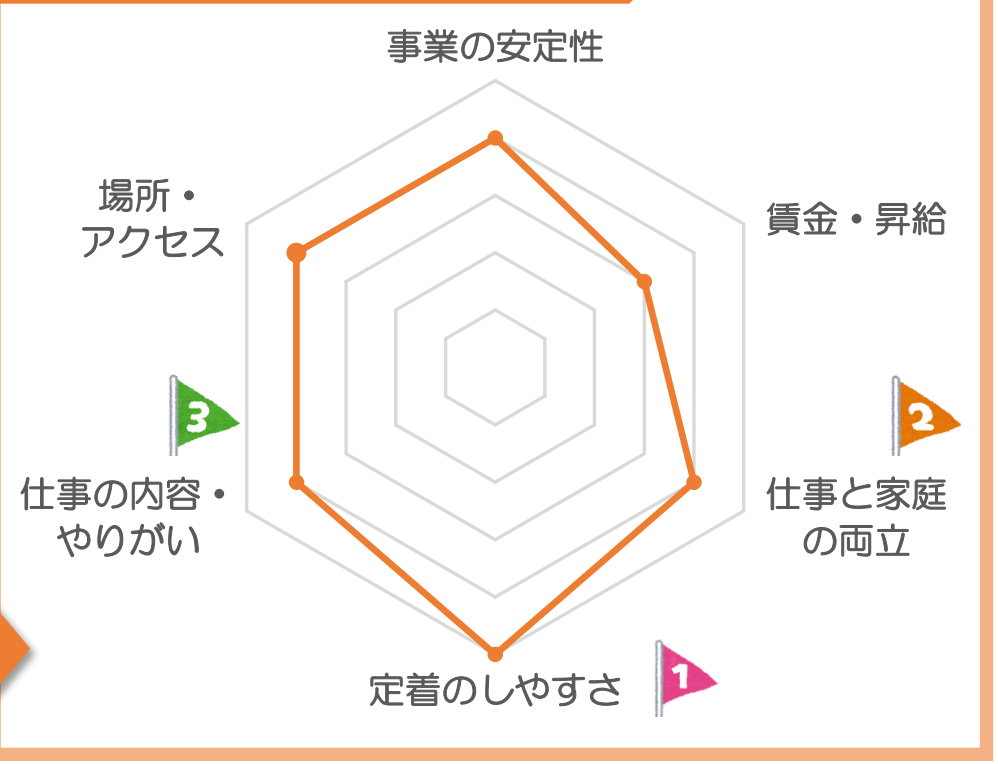 事業の安定性
場所・
アクセス
賃金・昇給
3
2
仕事の内容・
やりがい
仕事と家庭
の両立
定着のしやすさ
1